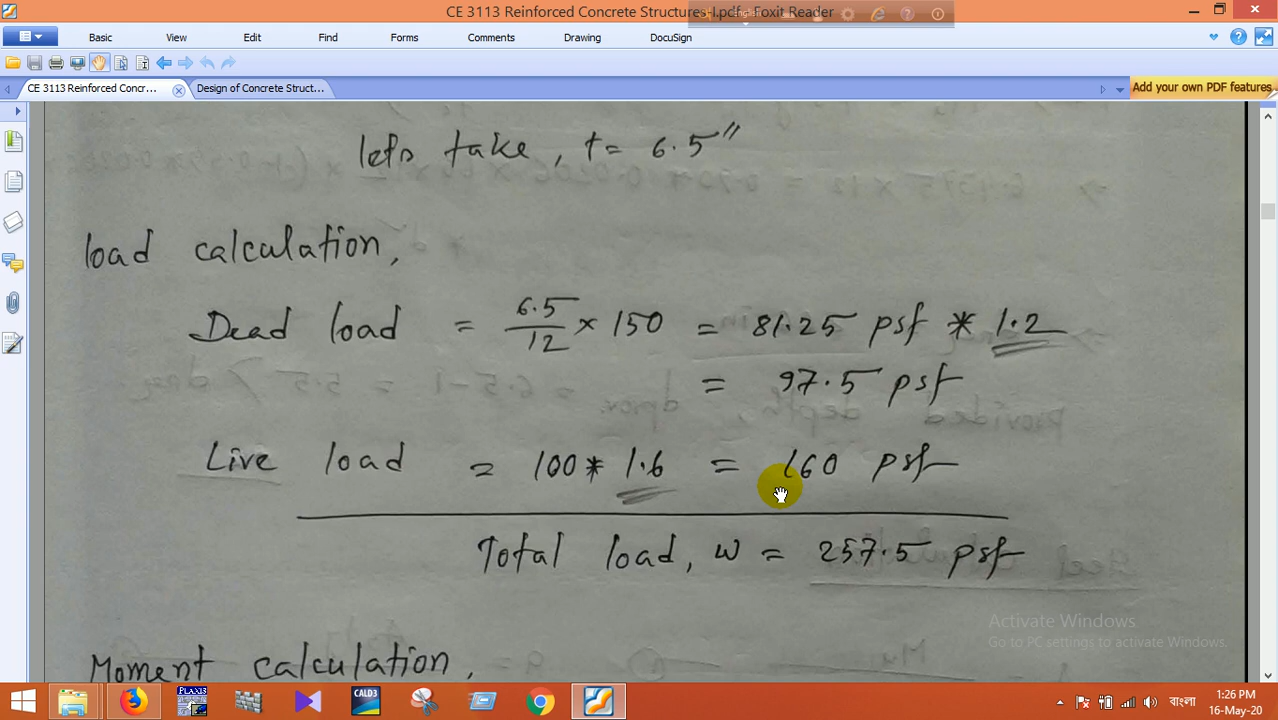 CE 3113 Reinforced Concrete Structures-I.pdf - Foxit Reader
Basic View Edit Find Forms Comments Drawing DocuSign
CE 3113 Reinforced Concr... Design of Concrete Struct... Add your own PDF features
lets take, t = 6.5"
load calculation,
Dead load = 6.5/12 × 150 = 81.25 psf * 1.2
= 97.5 psf
Live load = 100 * 1.6 = 160 psf
Total load, w = 257.5 psf
Activate Windows
Go to PC settings to activate Windows.
Moment calculation,
PLAXIS CALD3 বাংলা 1:26 PM
16-May-20